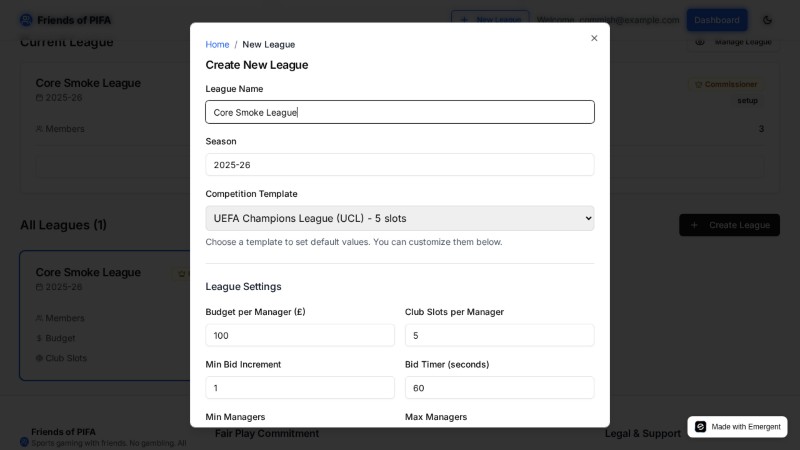 Friends of PIFA
New League
Welcome, commish@example.com
Dashboard
Current League
Manage League
Core Smoke League
2025-26
Commissioner
setup
Members
3
All Leagues (1)
Create League
Core Smoke League
2025-26
Members
$ Budget
Club Slots
Home / New League
Create New League
League Name
Core Smoke League
Season
2025-26
Competition Template
UEFA Champions League (UCL) - 5 slots
Choose a template to set default values. You can customize them below.
League Settings
Budget per Manager (£)
Club Slots per Manager
100
5
Min Bid Increment
Bid Timer (seconds)
1
60
Min Managers
Max Managers
Friends of PIFA
Sports gaming with friends. No gambling. All
Fair Play Commitment
Legal & Support
Made with Emergent